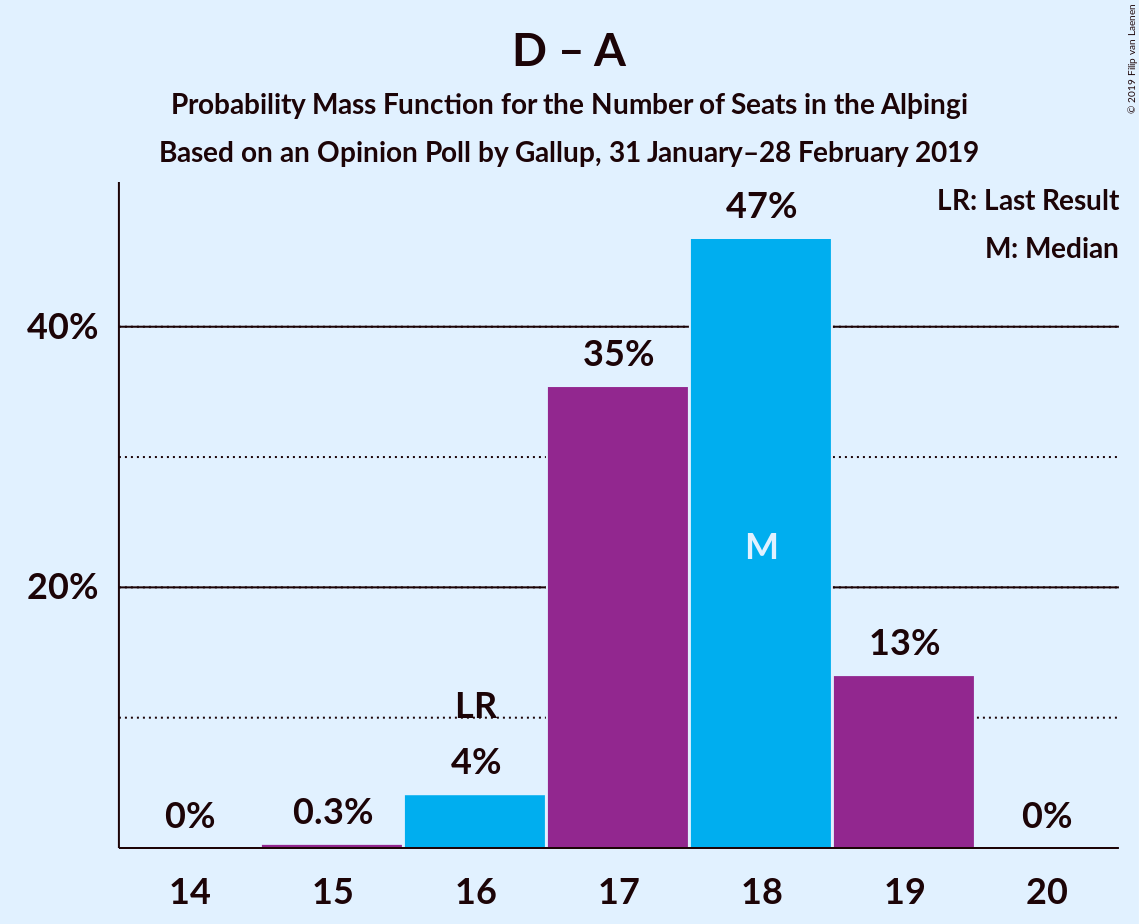 D – A
Probability Mass Function for the Number of Seats in the Alþingi
Based on an Opinion Poll by Gallup, 31 January–28 February 2019
© 2019 Filip van Laenen
LR: Last Result
M: Median
47%
40%
35%
M
20%
13%
LR
4%
0%
0.3%
0%
14
15
16
17
18
19
20